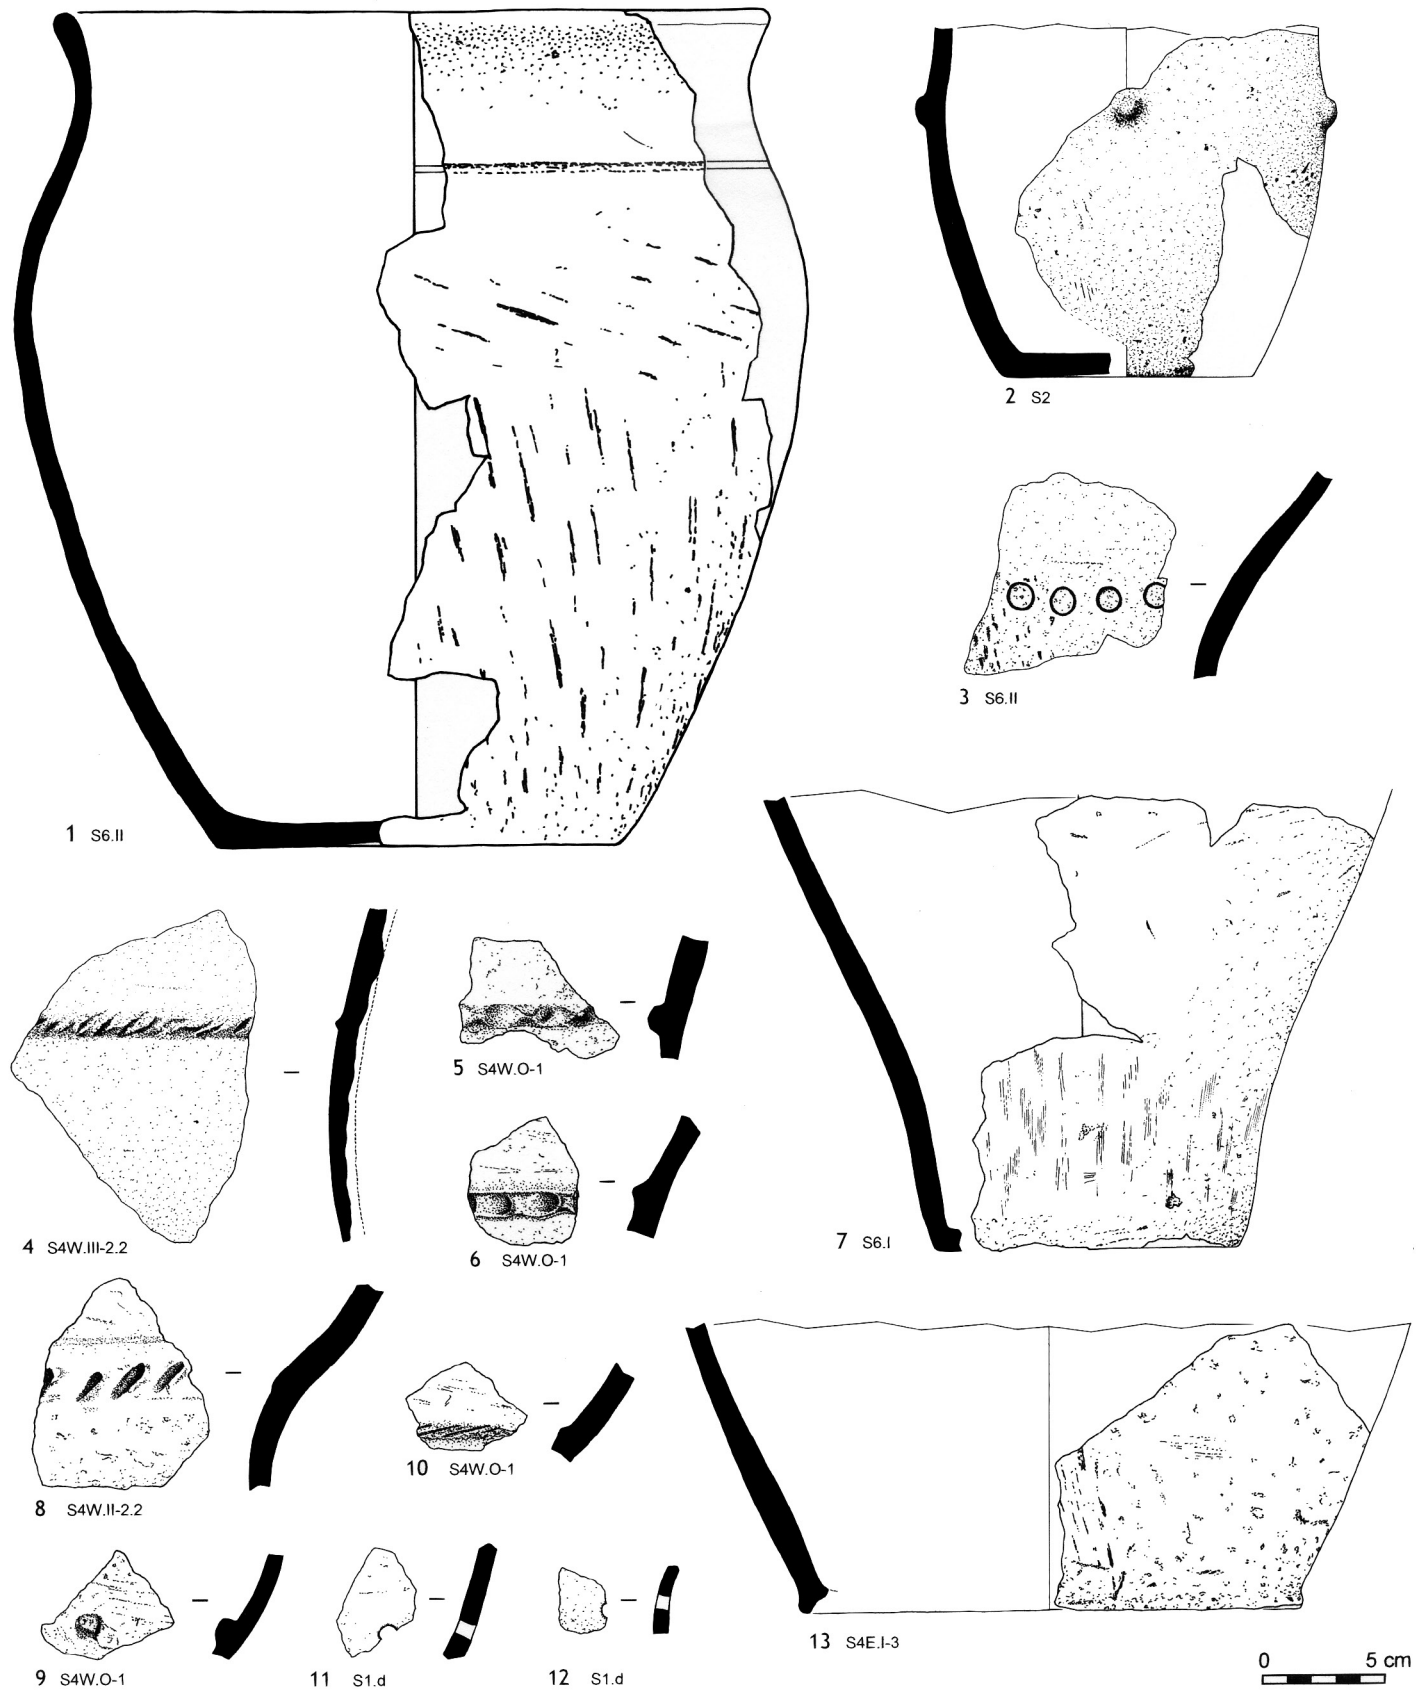 2 S2
3 S6.II
1 S6.II
5 S4W.O-1
4 S4W.III-2.2
6 S4W.O-1
7 S6.I
10 S4W.O-1
8 S4W.II-2.2
9 S4W.O-1
11 S1.d
12 S1.d
13 S4E.I-3
0 5 cm